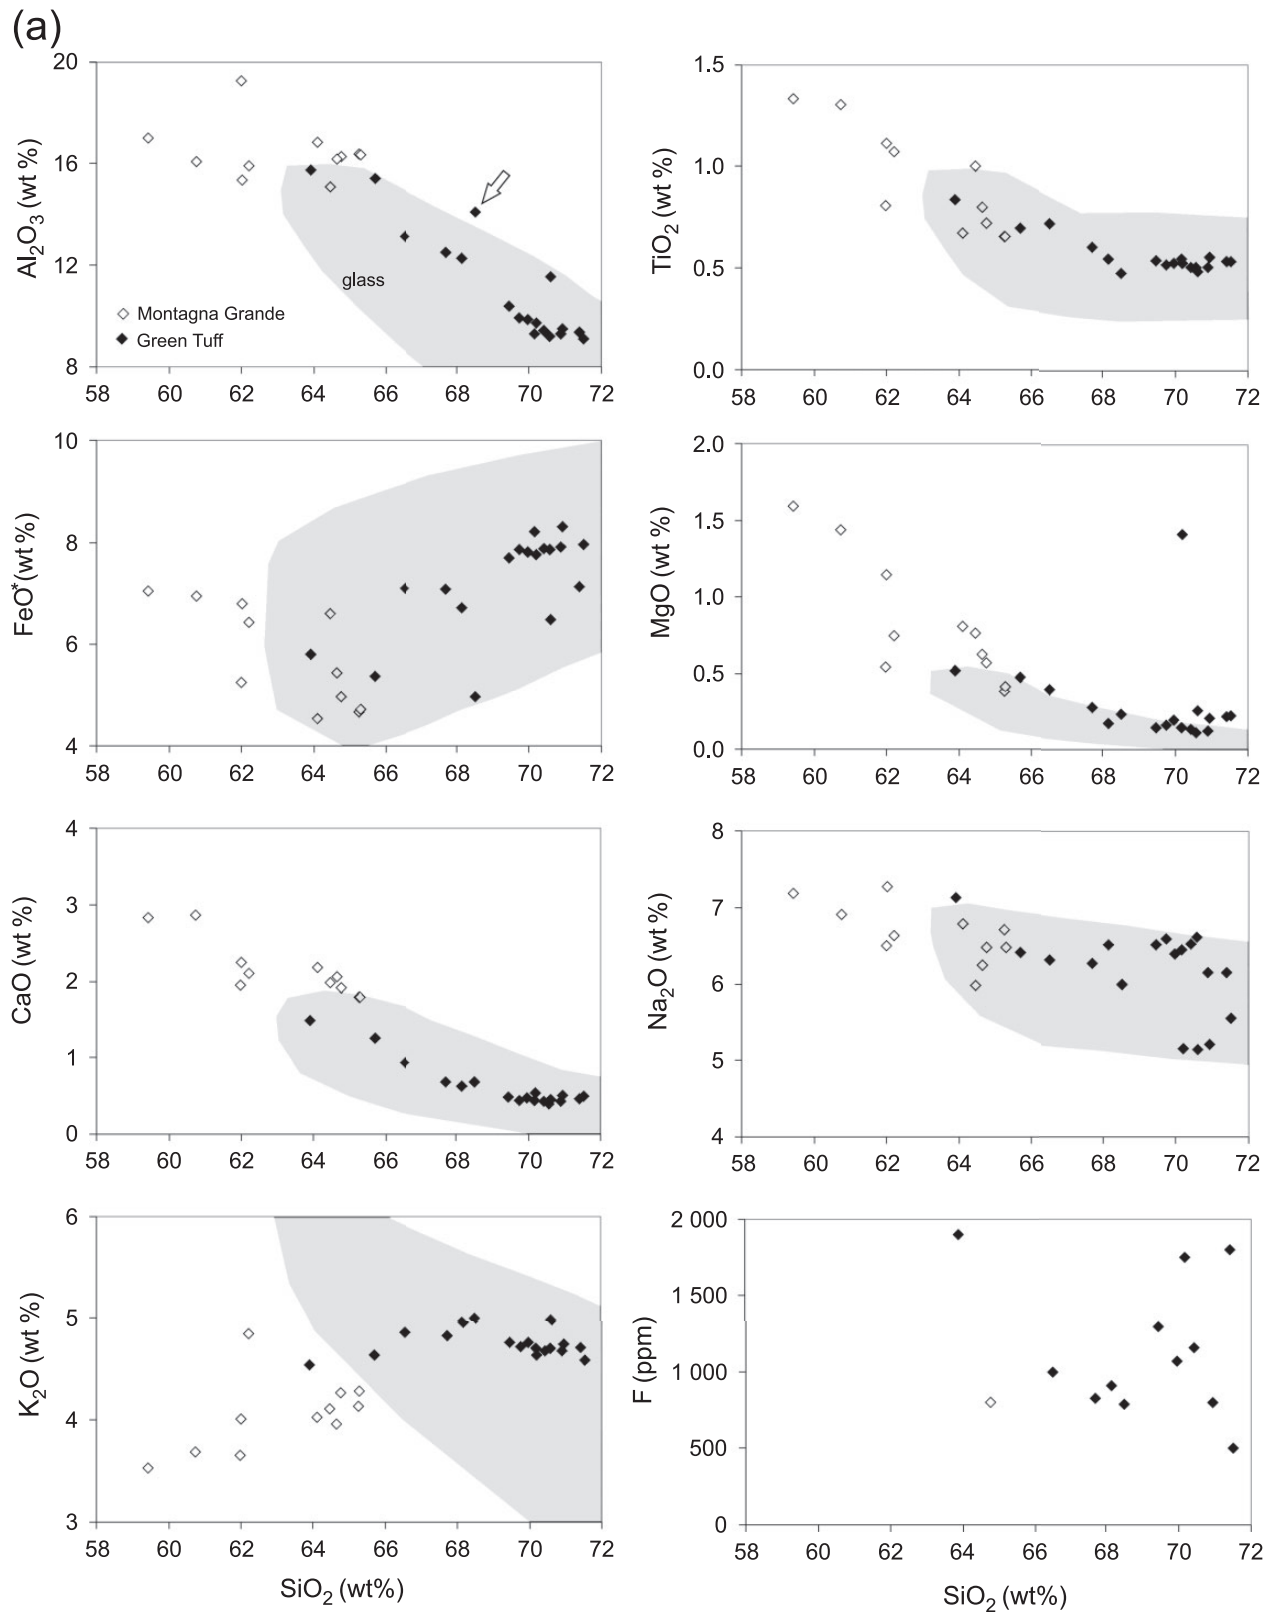 (a)
20
16
12
8
Al₂O₃ (wt %)
glass
Montagna Grande
Green Tuff
58 60 62 64 66 68 70 72
1.5
1.0
0.5
0.0
TiO₂ (wt %)
58 60 62 64 66 68 70 72
10
8
6
4
FeO*(wt %)
58 60 62 64 66 68 70 72
2.0
1.5
1.0
0.5
0.0
MgO (wt %)
58 60 62 64 66 68 70 72
4
3
2
1
0
CaO (wt %)
58 60 62 64 66 68 70 72
8
7
6
5
4
Na₂O (wt %)
58 60 62 64 66 68 70 72
6
5
4
3
K₂O (wt %)
58 60 62 64 66 68 70 72
SiO₂ (wt%)
2 000
1 500
1 000
500
0
F (ppm)
58 60 62 64 66 68 70 72
SiO₂ (wt%)